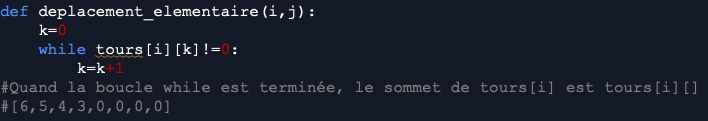 def deplacement_elementaire(i,j):
    k=0
    while tours[i][k]!=0:
        k=k+1
#Quand la boucle while est terminée, le sommet de tours[i] est tours[i][]
#[6,5,4,3,0,0,0,0]